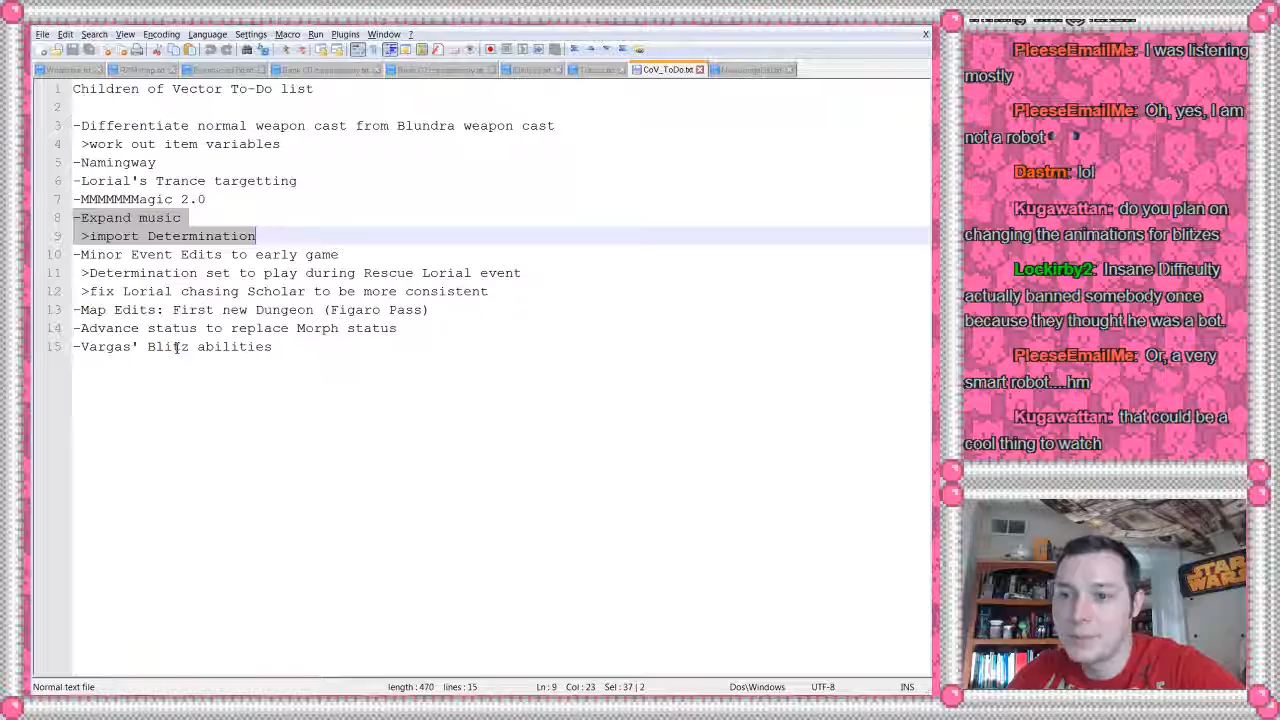 File Edit Search View Encoding Language Macro Run Plugins Window X
CoV_ToDo.txt
1 Children of Vector To-Do list
2
3 -Differentiate normal weapon cast from Blundra weapon cast
4 >work out item variables
5 -Namingway
6 -Lorial's Trance targetting
7 -MMMMMMMagic 2.0
8 -Expand music
9 >import Determination
10 -Minor Event Edits to early game
11 >Determination set to play during Rescue Lorial event
12 >fix Lorial chasing Scholar to be more consistent
13 -Map Edits: First new Dungeon (Figaro Pass)
14 -Advance status to replace Morph status
15 -Vargas' Blitz abilities
Normal text file length : 470 lines : 15 Ln : 9 Col : 23 Sel : 37 | 2 Dos\Windows UTF-8 INS
PleeseEmailMe: I was listening
mostly
PleeseEmailMe: Oh, yes, I am
not a robot
Dastrn: lol
Kugawattan: do you plan on
changing the animations for blitzes
Lockirby2: Insane Difficulty
actually banned somebody once
because they thought he was a bot.
PleeseEmailMe: Or, a very
smart robot....hm
Kugawattan: that could be a
cool thing to watch
STAR
WARS